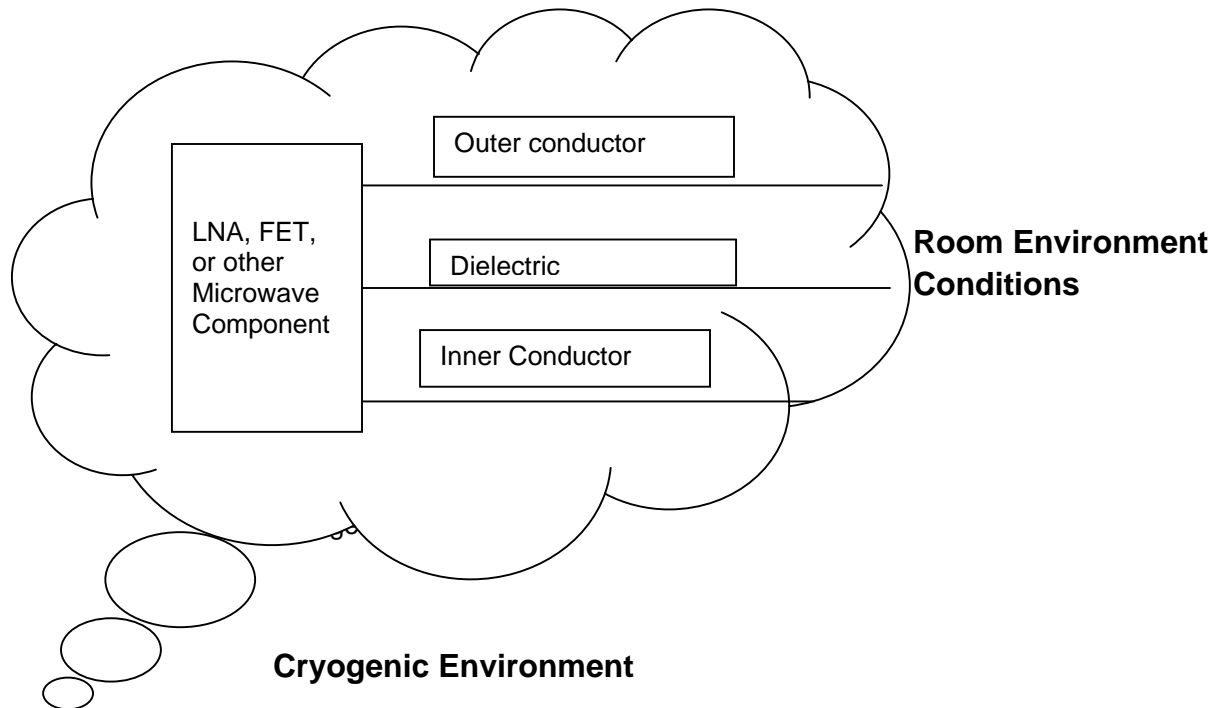 Outer conductor
LNA, FET,
or other
Microwave
Component
Dielectric
Inner Conductor
Room Environment
Conditions
Cryogenic Environment